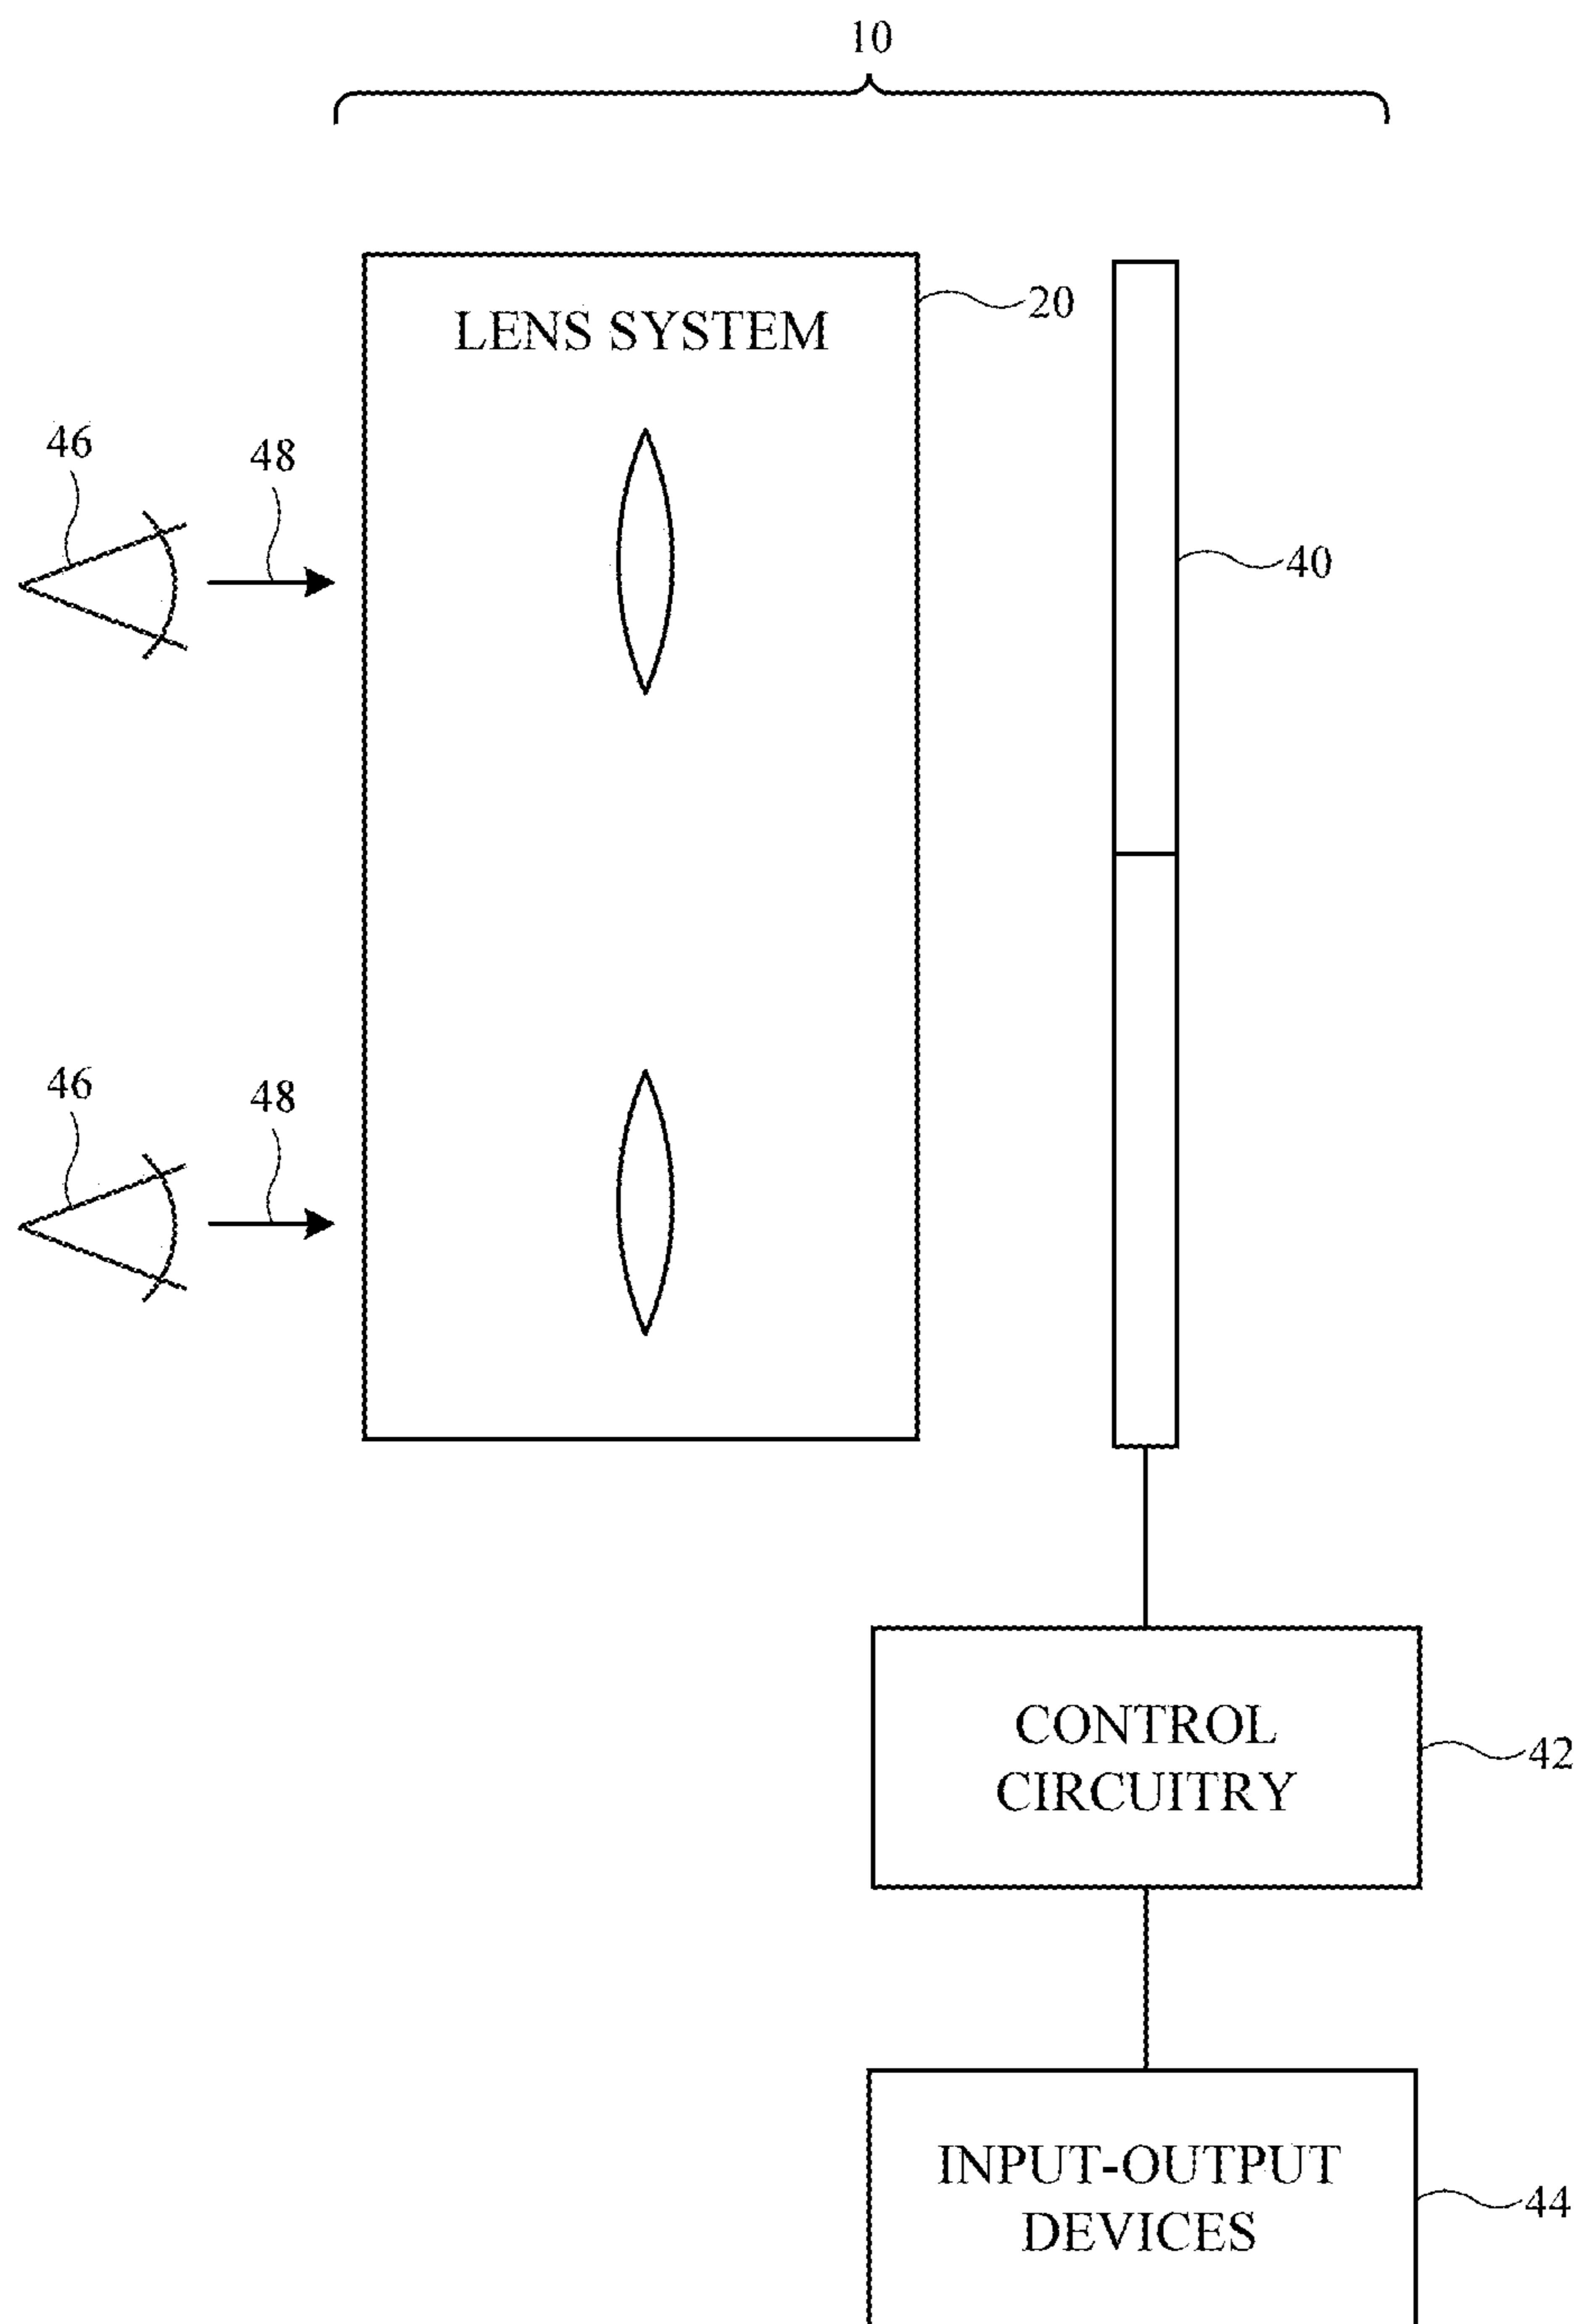 10
LENS SYSTEM
20
46
48
40
46
48
CONTROL
CIRCUITRY
42
INPUT-OUTPUT
DEVICES
44